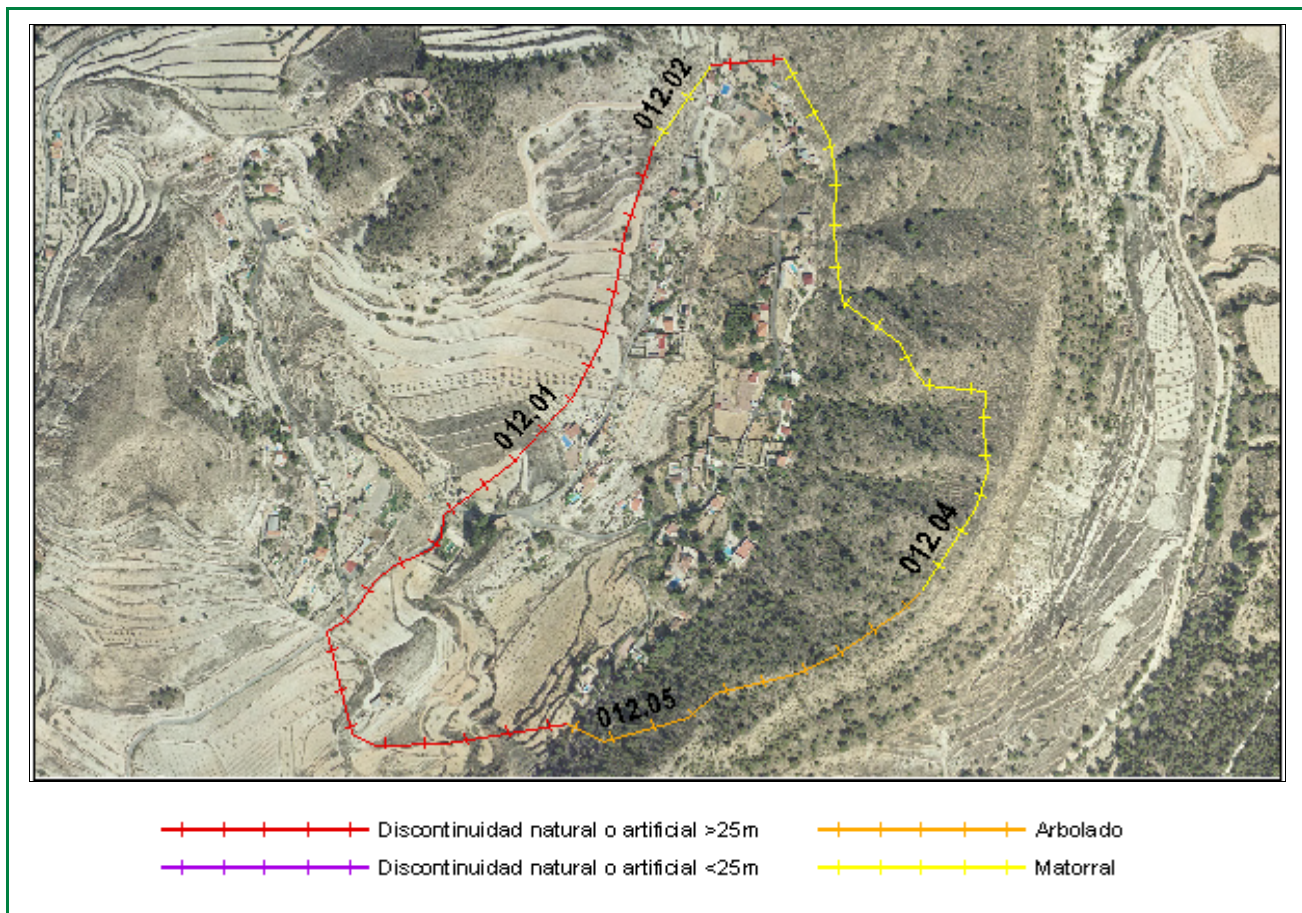 012.02
012.01
012.04
012.05
Discontinuidad natural o artificial >25m
Arbolado
Discontinuidad natural o artificial <25m
Matorral